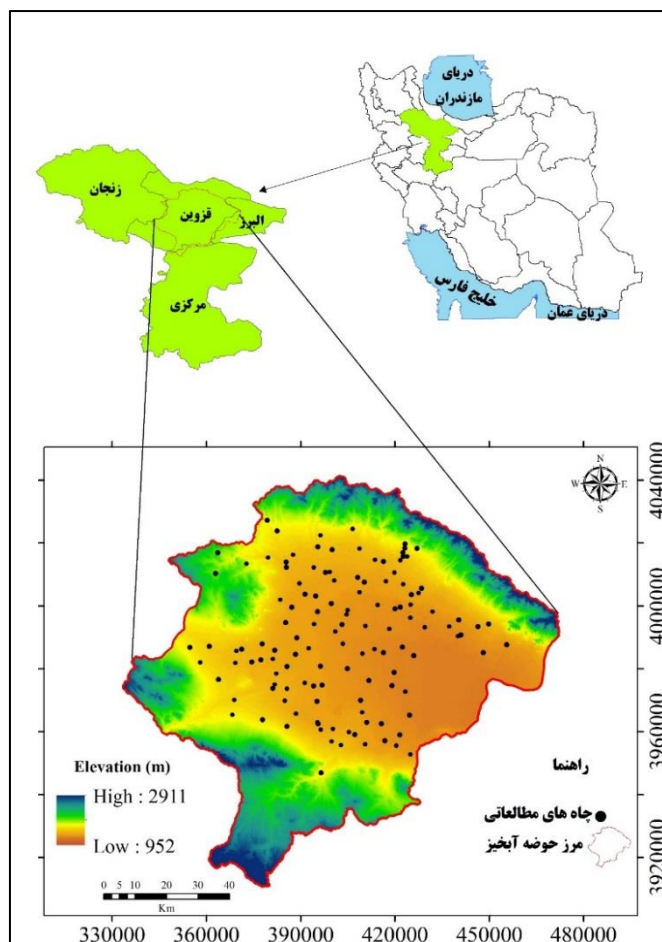 دریای
مازندران
زنجان
قزوین
البرز
مرکزی
خلیج فارس
دریای عمان
N
W E
S
4040000
4000000
3960000
3920000
Elevation (m)
High : 2911
Low : 952
راهنما
چاه های مطالعاتی
مرز حوضه آبخیز
0 5 10 20 30 40
Km
330000 360000 390000 420000 450000 480000